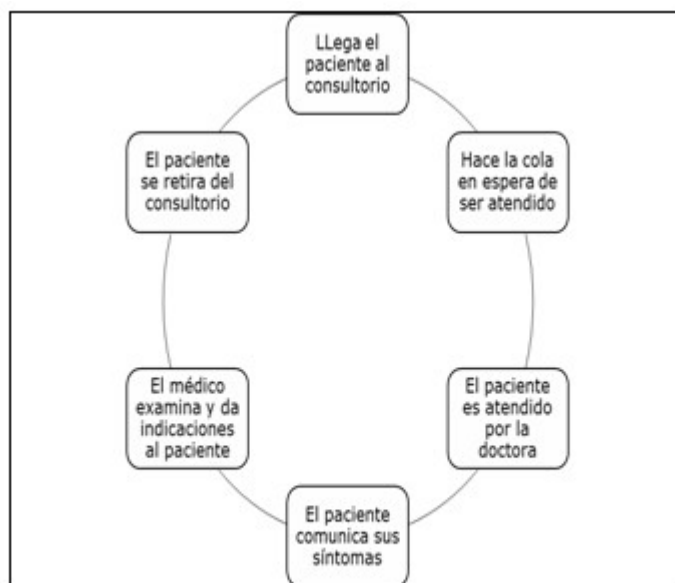 LLega el
paciente al
consultorio
Hace la cola
en espera de
ser atendido
El paciente
es atendido
por la
doctora
El paciente
comunica sus
síntomas
El médico
examina y da
indicaciones
al paciente
El paciente
se retira del
consultorio